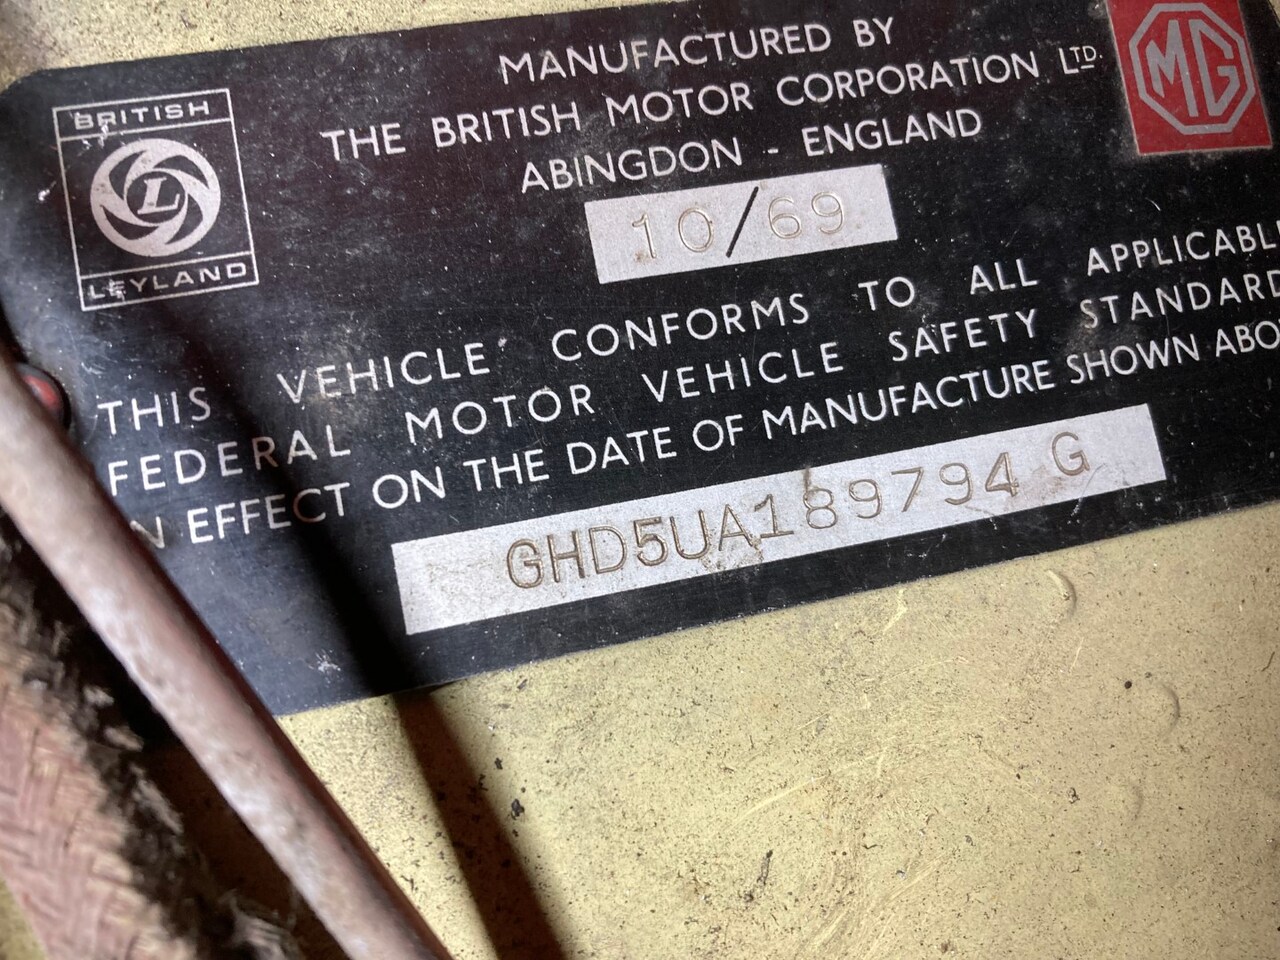 MANUFACTURED BY
THE BRITISH MOTOR CORPORATION LTD.
ABINGDON - ENGLAND
MG
BRITISH
L
LEYLAND
10/69
THIS VEHICLE CONFORMS TO ALL APPLICABL
FEDERAL MOTOR VEHICLE SAFETY STANDARD
N EFFECT ON THE DATE OF MANUFACTURE SHOWN ABO
GHD5UA189794 G